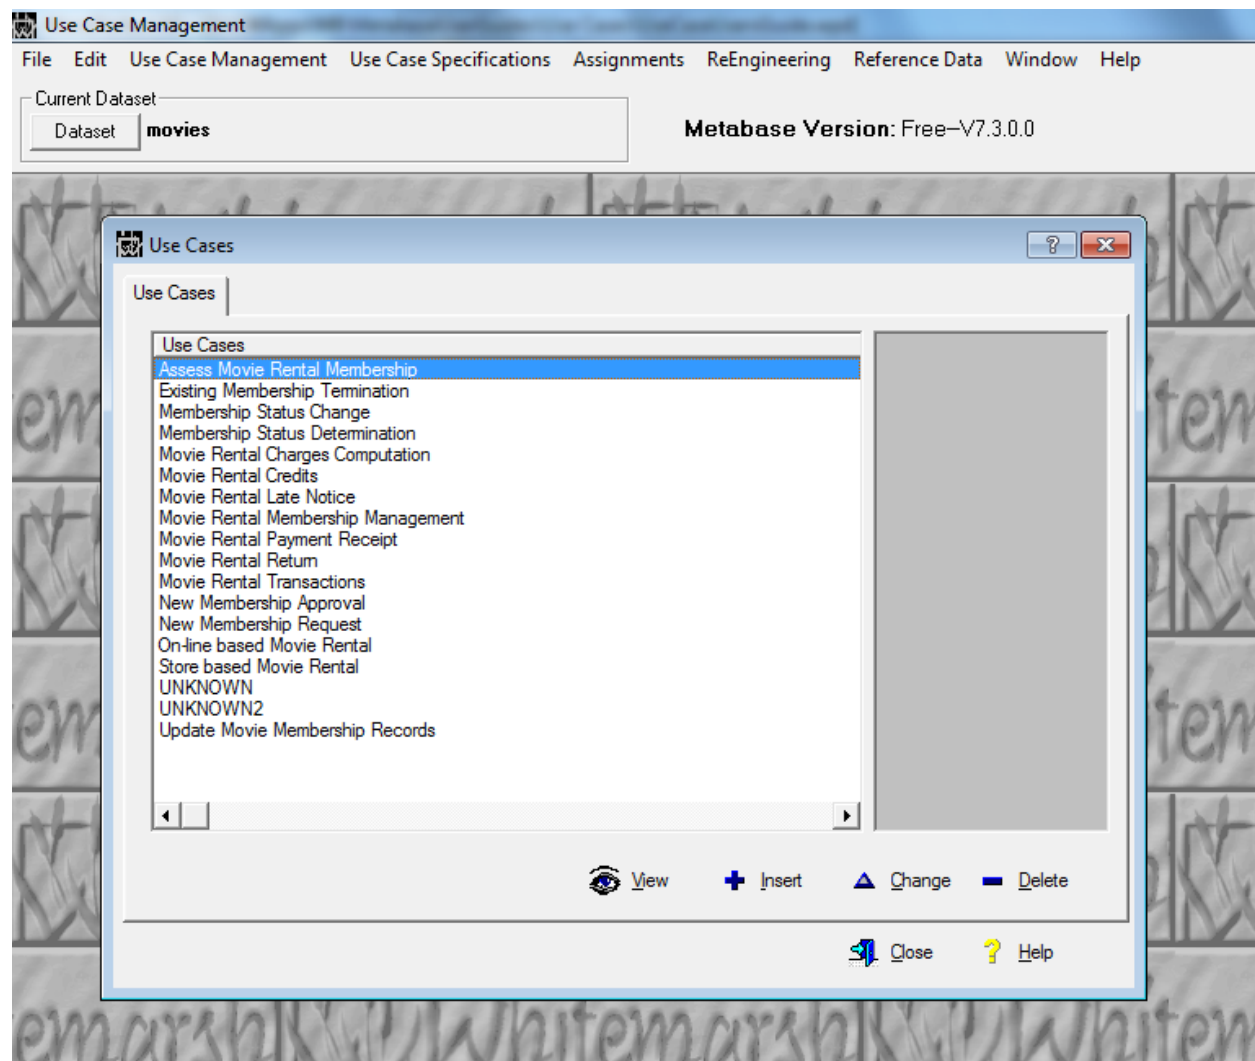 Use Case Management
File Edit Use Case Management Use Case Specifications Assignments ReEngineering Reference Data Window Help
Current Dataset
Dataset movies
Metabase Version: Free-V7.3.0.0
Use Cases
Use Cases
Use Cases
Assess Movie Rental Membership
Existing Membership Termination
Membership Status Change
Membership Status Determination
Movie Rental Charges Computation
Movie Rental Credits
Movie Rental Late Notice
Movie Rental Membership Management
Movie Rental Payment Receipt
Movie Rental Return
Movie Rental Transactions
New Membership Approval
New Membership Request
On-line based Movie Rental
Store based Movie Rental
UNKNOWN
UNKNOWN2
Update Movie Membership Records
View Insert Change Delete
Close Help
Whitemarsh